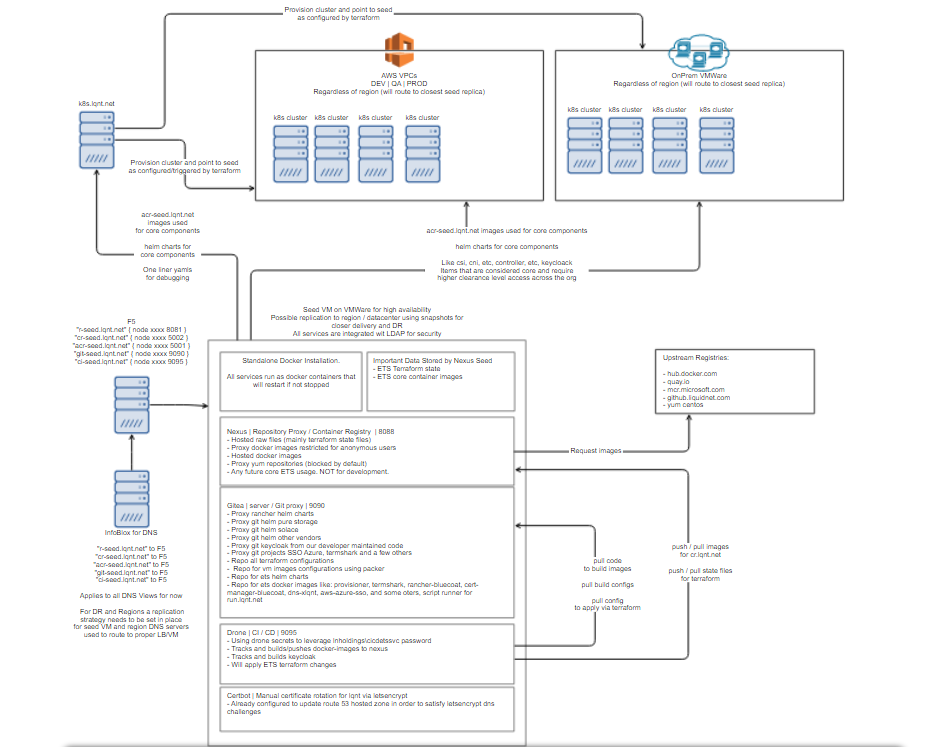 Provision cluster and point to seed
as configured by terraform
AWS VPCs
DEV | QA | PROD
Regardless of region (will route to closest seed replica)
OnPrem VMWare
Regardless of region (will route to closest seed replica)
k8s.lqnt.net
k8s cluster
k8s cluster
k8s cluster
k8s cluster
k8s cluster
k8s cluster
k8s cluster
k8s cluster
Provision cluster and point to seed
as configured/triggered by terraform
acr-seed.lqnt.net
images used
for core components
helm charts for
core components
One liner yamls
for debugging
acr-seed.lqnt.net images used for core components
helm charts for core components
Like csi, cni, etc, controller, etc, keycloack
Items that are considered core and require
higher clearance level access across the org
Seed VM on VMWare for high availability
Possible replication to region / datacenter using snapshots for
closer delivery and DR
All services are integrated wit LDAP for security
F5
"r-seed.lqnt.net" ( node xxxx 8081 )
"cr-seed.lqnt.net" ( node xxxx 5002 )
"acr-seed.lqnt.net" ( node xxxx 5001 )
"git-seed.lqnt.net" ( node xxxx 9090 )
"ci-seed.lqnt.net" ( node xxxx 9095 )
Standalone Docker Installation.
All services run as docker containers that
will restart if not stopped
Important Data Stored by Nexus Seed
- ETS Terraform state
- ETS core container images
Upstream Registries:
- hub.docker.com
- quay.io
- mcr.microsoft.com
- github.liquidnet.com
- yum centos
Nexus | Repository Proxy / Container Registry | 8088
- Hosted raw files (mainly terraform state files)
- Proxy docker images restricted for anonymous users
- Hosted docker images
- Proxy yum repositories (blocked by default)
- Any future core ETS usage. NOT for development.
Request images
Gitea | server / Git proxy | 9090
- Proxy rancher helm charts
- Proxy git helm pure storage
- Proxy git helm solace
- Proxy git helm other vendors
- Proxy git keycloak from our developer maintained code
- Proxy git projects SSO Azure, termshark and a few others
- Repo all terraform configurations
- Repo for vm images configurations using packer
- Repo for ets helm charts
- Repo for ets docker images like: provisioner, termshark, rancher-bluecoat, cert-
manager-bluecoat, dns-xlqnt, aws-azure-sso, and some oters, script runner for
run.lqnt.net
InfoBlox for DNS
"r-seed.lqnt.net" to F5
"cr-seed.lqnt.net" to F5
"acr-seed.lqnt.net" to F5
"git-seed.lqnt.net" to F5
"ci-seed.lqnt.net" to F5
Applies to all DNS Views for now
For DR and Regions a replication
strategy needs to be set in place
for seed VM and region DNS servers
used to route to proper LB/VM
pull code
to build images
pull build configs
pull config
to apply via terraform
push / pull images
for cr.lqnt.net
push / pull state files
for terraform
Drone | CI / CD | 9095
- Using drone secrets to leverage lnholdings\cicdetssvc password
- Tracks and builds/pushes docker-images to nexus
- Tracks and builds keycloak
- Will apply ETS terraform changes
Certbot | Manual certificate rotation for lqnt via letsencrypt
- Already configured to update route 53 hosted zone in order to satisfy letsencrypt dns
challenges